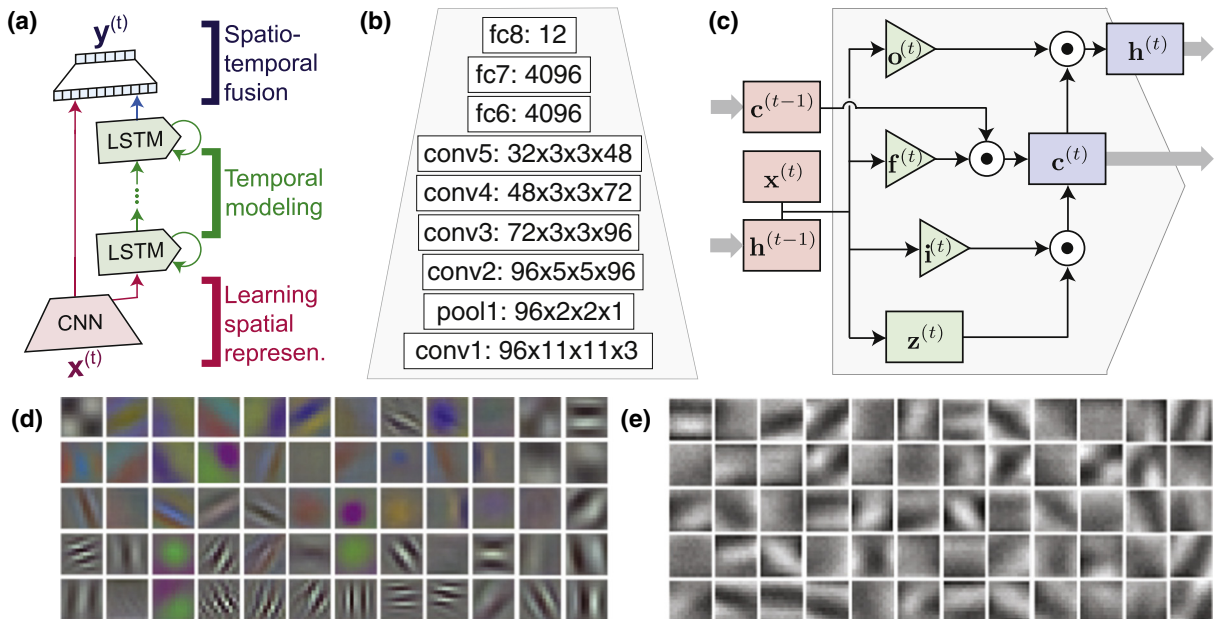 (a)
y(t)
Spatio-
temporal
fusion
LSTM
Temporal
modeling
LSTM
Learning
spatial
represen.
CNN
x(t)
(b)
fc8: 12
fc7: 4096
fc6: 4096
conv5: 32x3x3x48
conv4: 48x3x3x72
conv3: 72x3x3x96
conv2: 96x5x5x96
pool1: 96x2x2x1
conv1: 96x11x11x3
(c)
o(t)
h(t)
c(t−1)
f(t)
c(t)
x(t)
h(t−1)
i(t)
z(t)
(d)
(e)